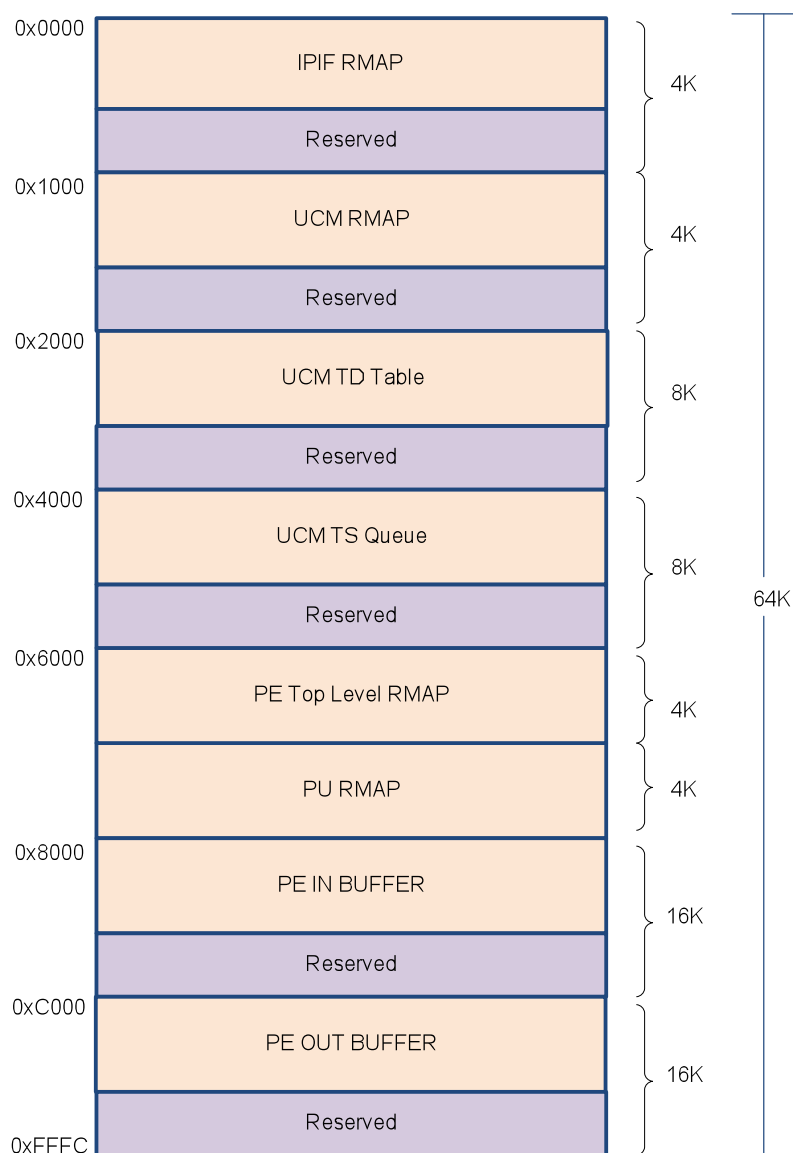 0x0000
IPIF RMAP
4K
Reserved
0x1000
UCM RMAP
4K
Reserved
0x2000
UCM TD Table
8K
Reserved
0x4000
UCM TS Queue
8K
64K
Reserved
0x6000
PE Top Level RMAP
4K
PU RMAP
4K
0x8000
PE IN BUFFER
16K
Reserved
0xC000
PE OUT BUFFER
16K
Reserved
0xFFFC